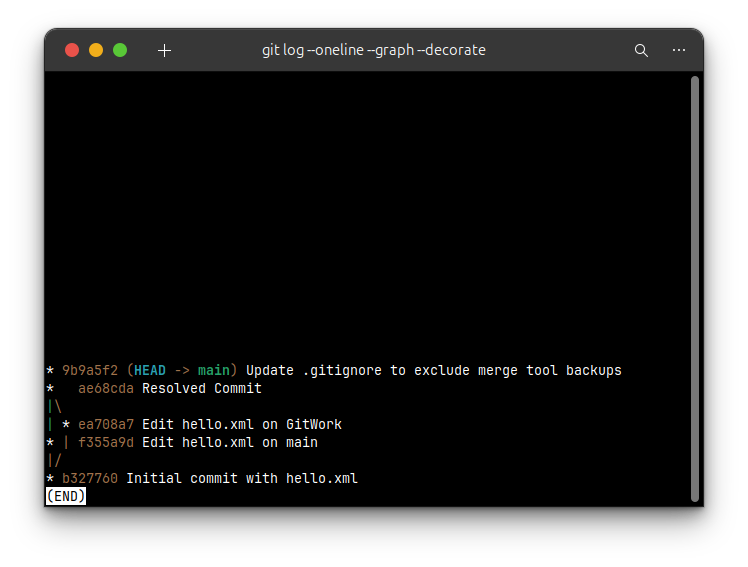 git log --oneline --graph --decorate
* 9b9a5f2 (HEAD -> main) Update .gitignore to exclude merge tool backups
*   ae68cda Resolved Commit
|\
| * ea708a7 Edit hello.xml on GitWork
* | f355a9d Edit hello.xml on main
|/
* b327760 Initial commit with hello.xml
(END)